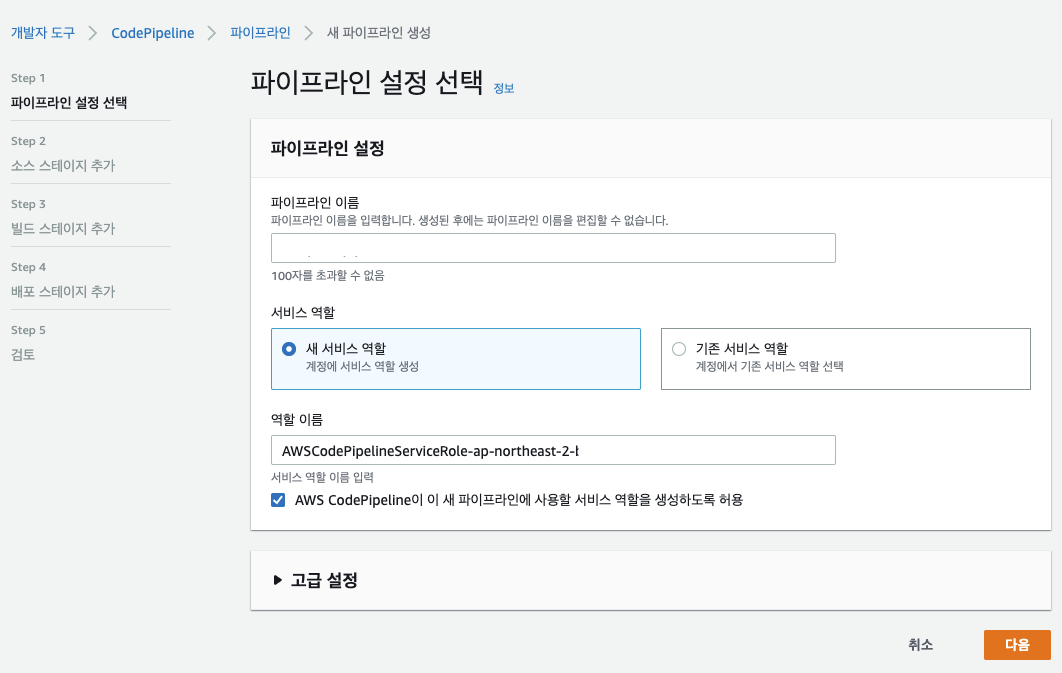 개발자 도구 > CodePipeline > 파이프라인 > 새 파이프라인 생성
Step 1
파이프라인 설정 선택
Step 2
소스 스테이지 추가
Step 3
빌드 스테이지 추가
Step 4
배포 스테이지 추가
Step 5
검토
파이프라인 설정 선택 정보
파이프라인 설정
파이프라인 이름
파이프라인 이름을 입력합니다. 생성된 후에는 파이프라인 이름을 편집할 수 없습니다.
100자를 초과할 수 없음
서비스 역할
새 서비스 역할
계정에 서비스 역할 생성
기존 서비스 역할
계정에서 기존 서비스 역할 선택
역할 이름
AWSCodePipelineServiceRole-ap-northeast-2-
서비스 역할 이름 입력
AWS CodePipeline이 이 새 파이프라인에 사용할 서비스 역할을 생성하도록 허용
고급 설정
취소
다음